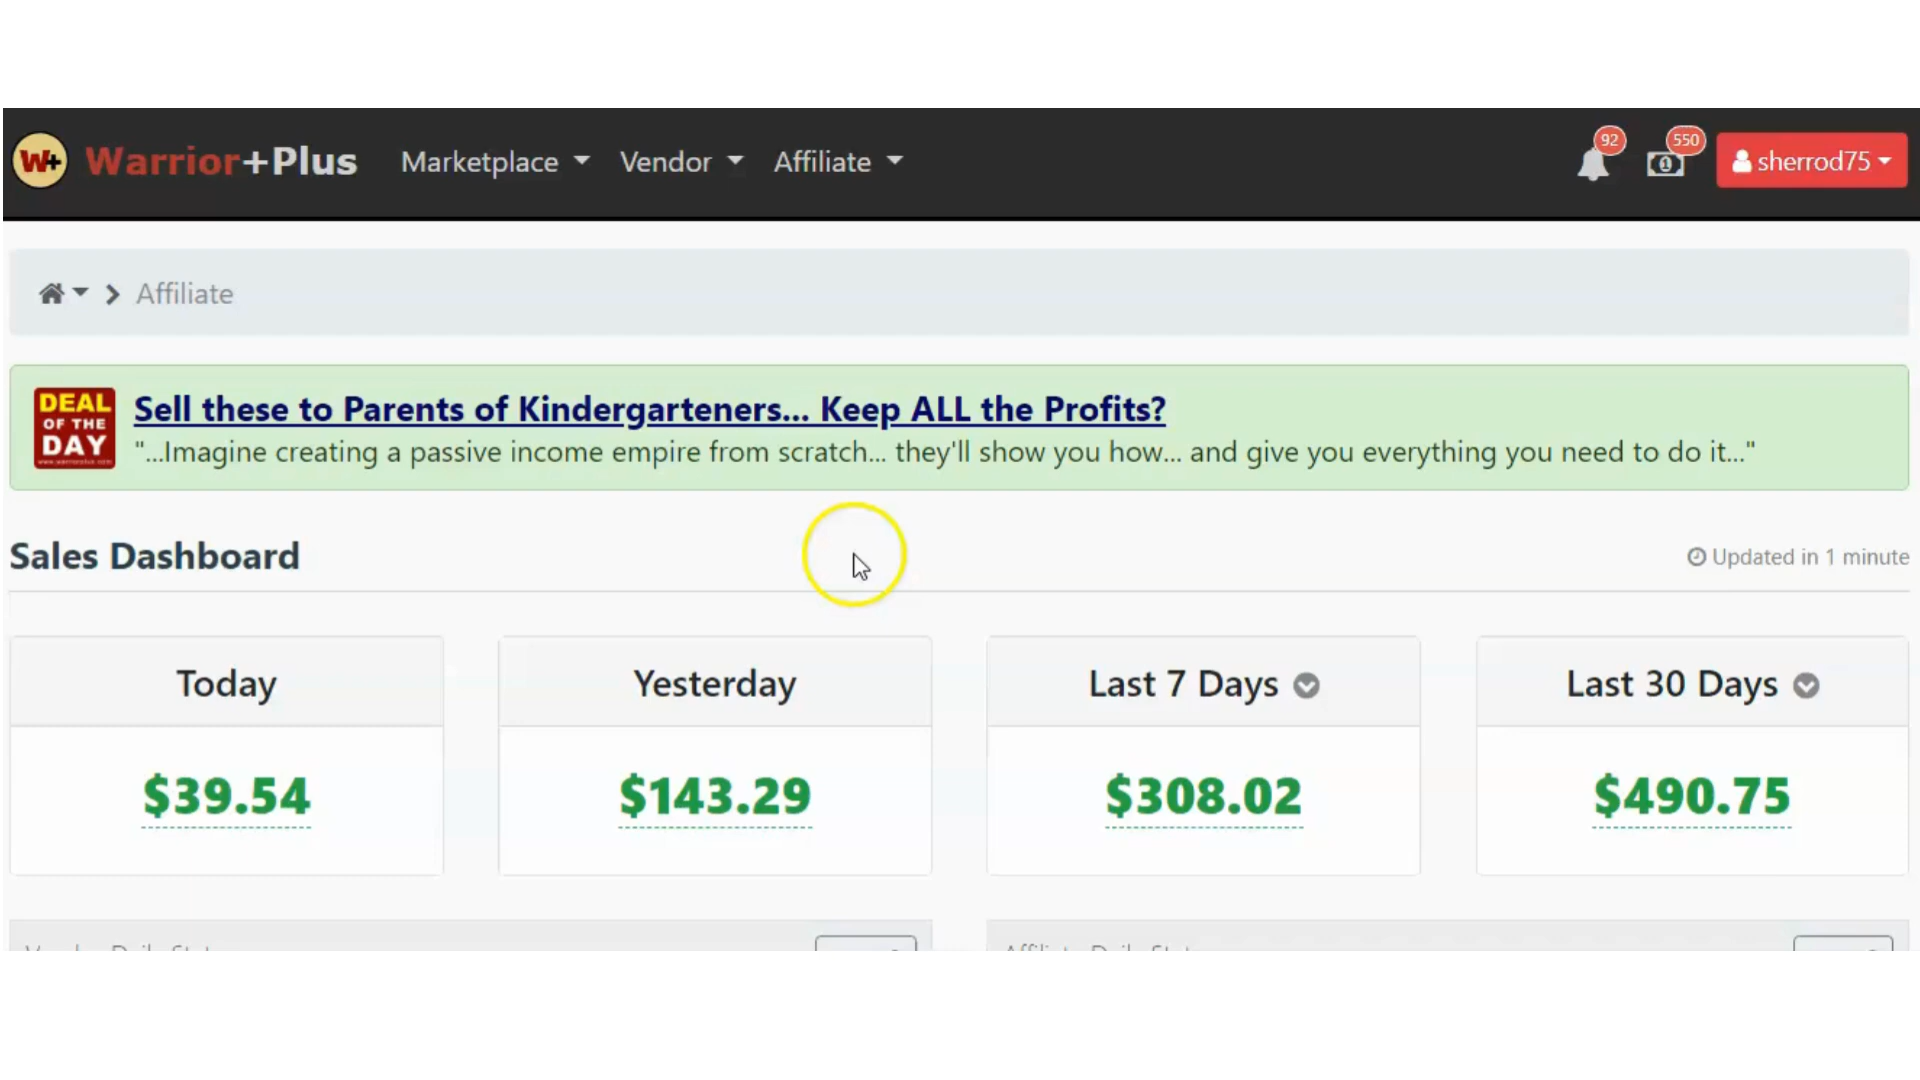 W+ Warrior+Plus Marketplace Vendor Affiliate 92 550 sherrod75
Affiliate
DEAL OF THE DAY
Sell these to Parents of Kindergarteners... Keep ALL the Profits?
"...Imagine creating a passive income empire from scratch... they'll show you how... and give you everything you need to do it..."
Sales Dashboard
Updated in 1 minute
Today Yesterday Last 7 Days Last 30 Days
$39.54 $143.29 $308.02 $490.75